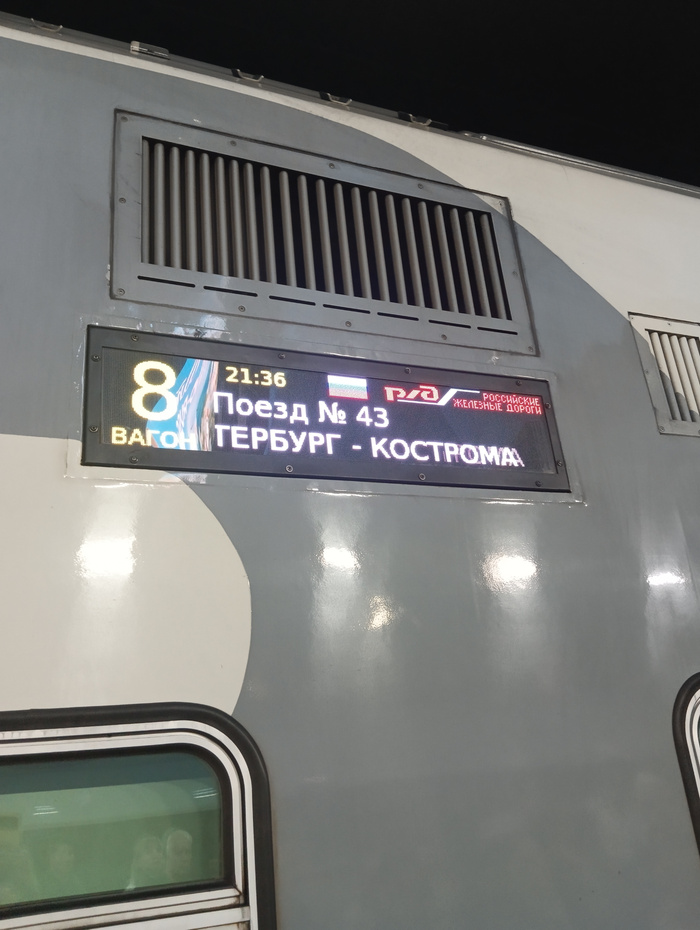 8
ВАГОН
21:36
ржд РОССИЙСКИЕ
ЖЕЛЕЗНЫЕ ДОРОГИ
Поезд № 43
ТЕРБУРГ - КОСТРОМА